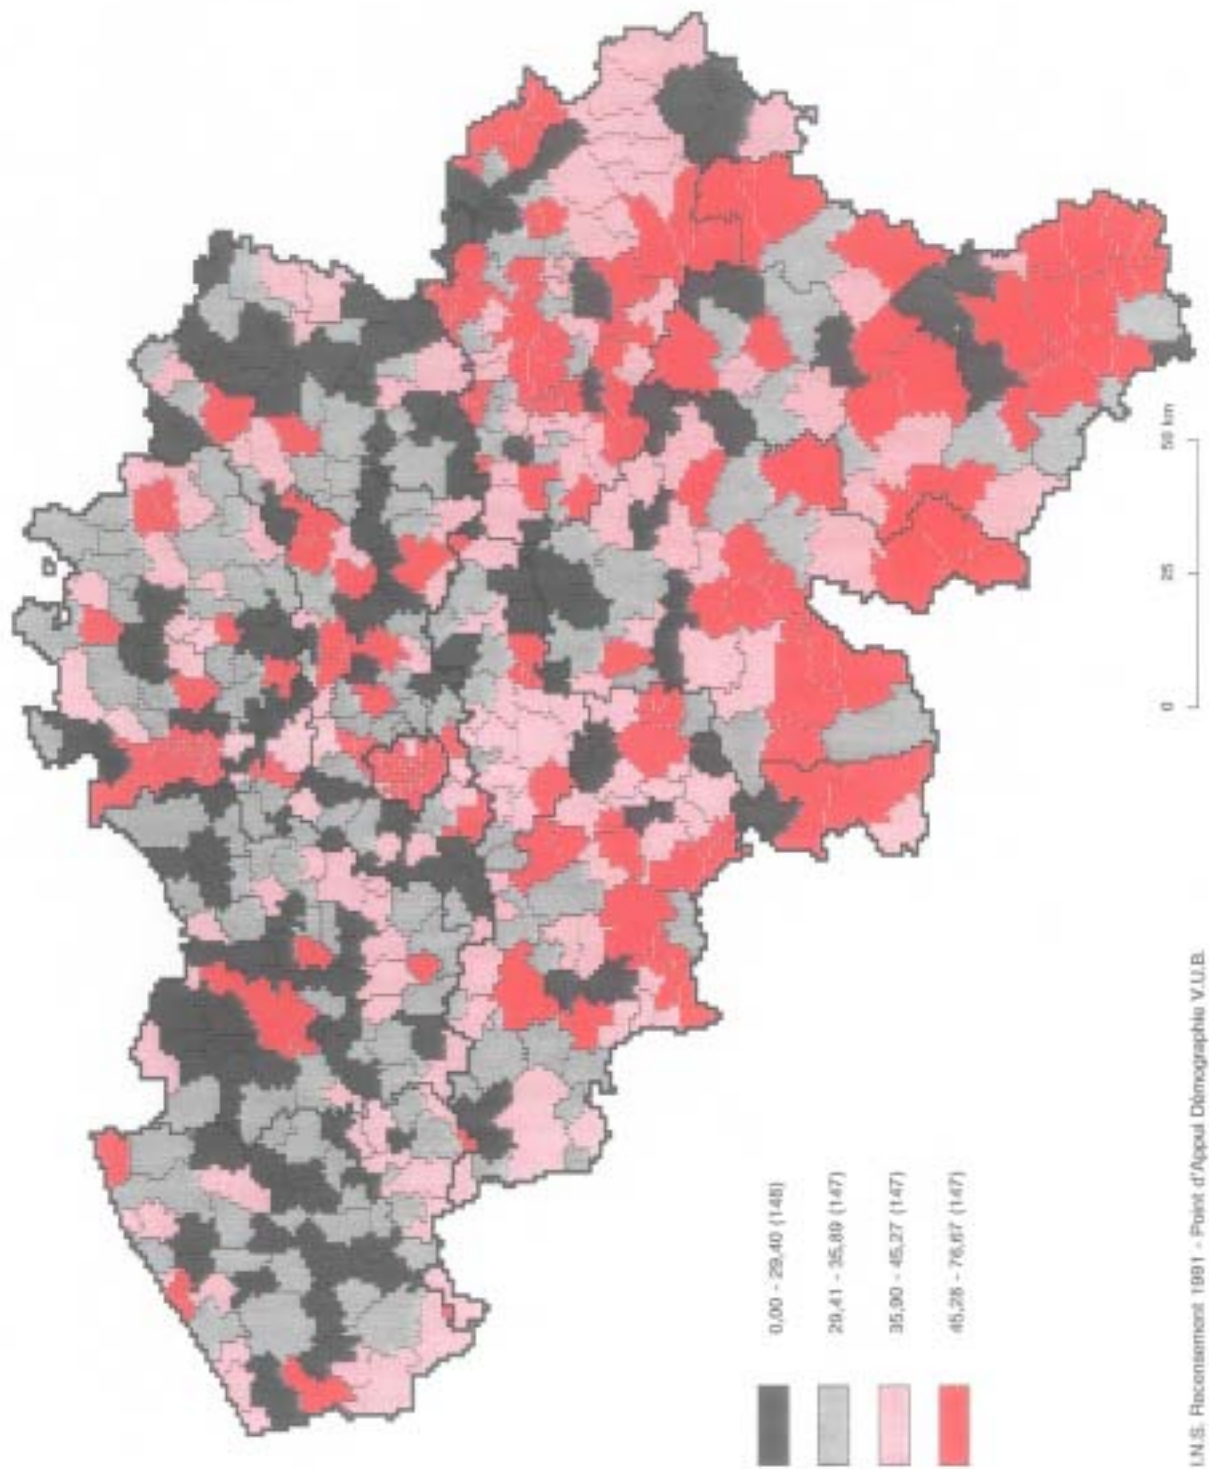 0,00 - 29,40 (148)
29,41 - 35,89 (147)
35,90 - 45,27 (147)
45,28 - 76,67 (147)
0 25 50 km
I.N.S. Recensement 1991 - Point d'Appui Démographie V.U.B.